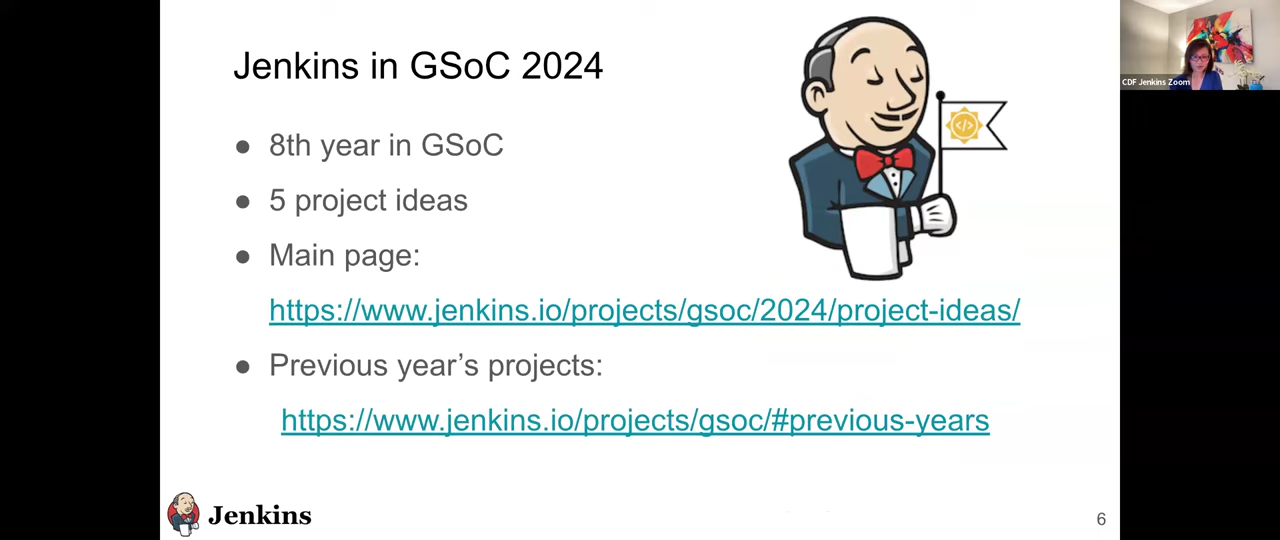 Jenkins in GSoC 2024
CDF Jenkins Zoom
</>
● 8th year in GSoC
● 5 project ideas
● Main page:
https://www.jenkins.io/projects/gsoc/2024/project-ideas/
● Previous year’s projects:
https://www.jenkins.io/projects/gsoc/#previous-years
Jenkins
6